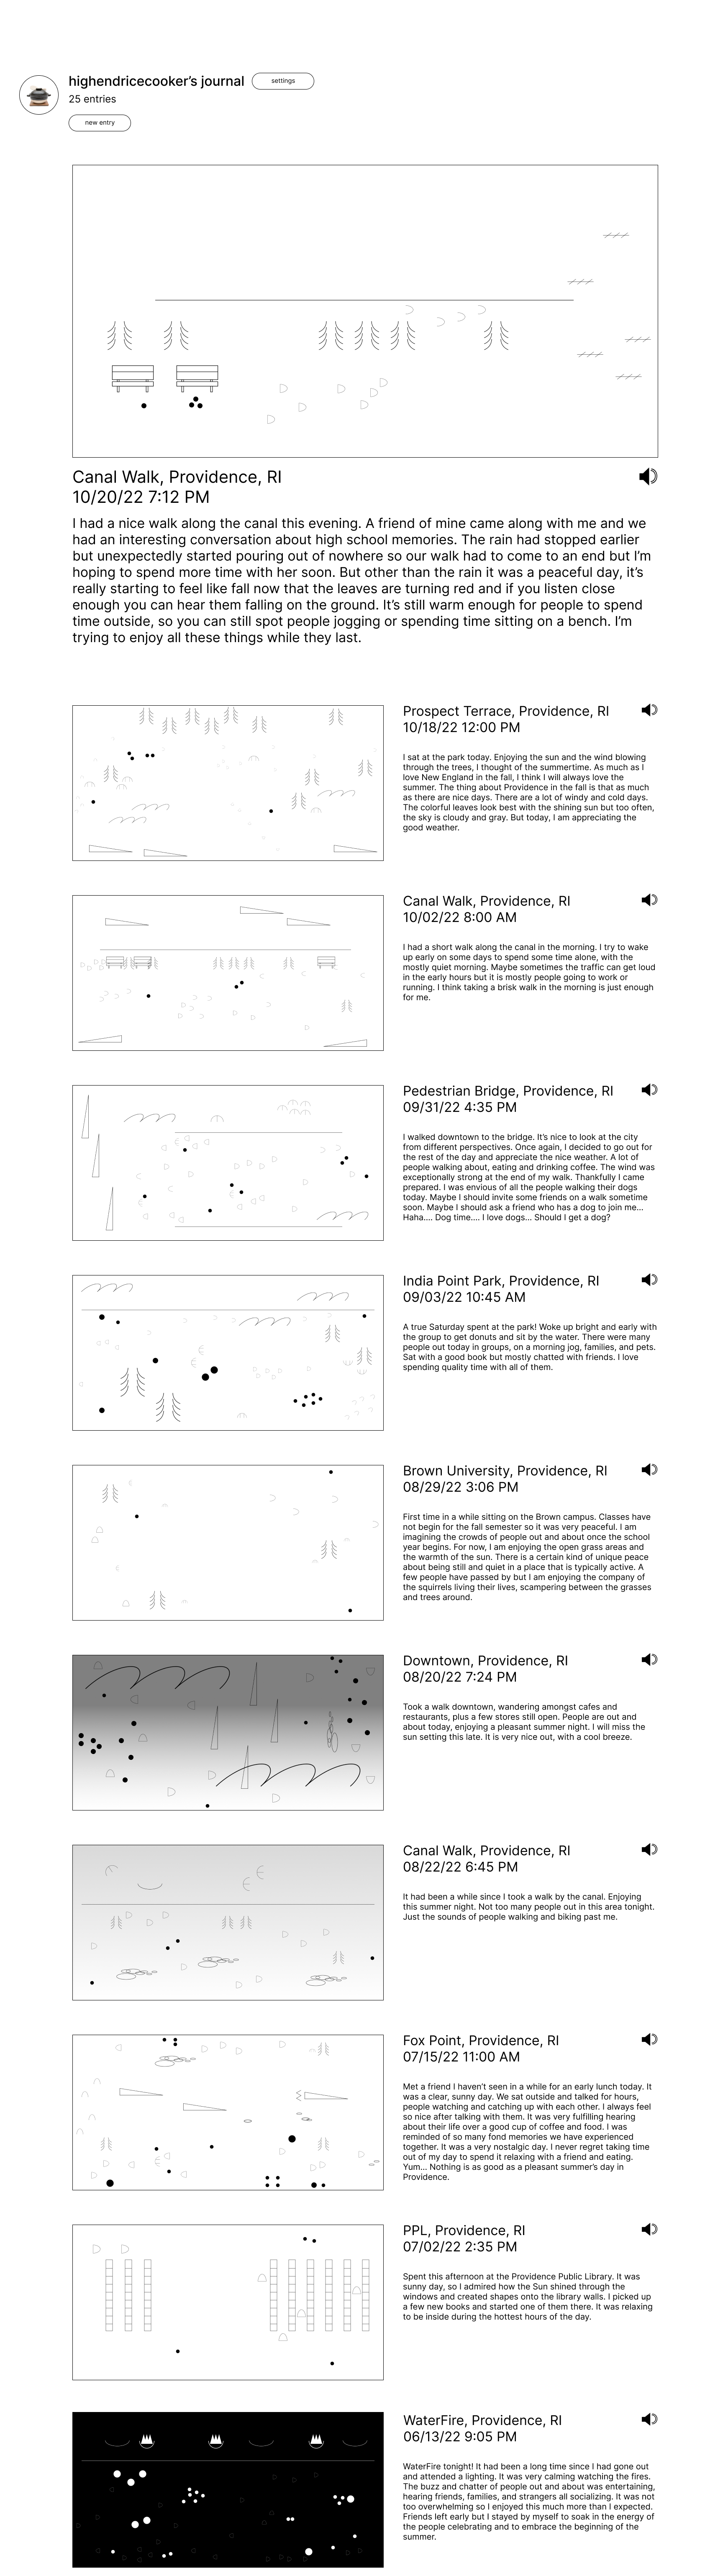 highendricecooker's journal
settings
25 entries
new entry
Canal Walk, Providence, RI
10/20/22 7:12 PM
I had a nice walk along the canal this evening. A friend of mine came along with me and we
had an interesting conversation about high school memories. The rain had stopped earlier
but unexpectedly started pouring out of nowhere so our walk had to come to an end but I'm
hoping to spend more time with her soon. But other than the rain it was a peaceful day, it's
really starting to feel like fall now that the leaves are turning red and if you listen close
enough you can hear them falling on the ground. It's still warm enough for people to spend
time outside, so you can still spot people jogging or spending time sitting on a bench. I'm
trying to enjoy all these things while they last.
Prospect Terrace, Providence, RI
10/18/22 12:00 PM
I sat at the park today. Enjoying the sun and the wind blowing
through the trees, I thought of the summertime. As much as I
love New England in the fall, I think I will always love the
summer. The thing about Providence in the fall is that as much
as there are nice days. There are a lot of windy and cold days.
The colorful leaves look best with the shining sun but too often,
the sky is cloudy and gray. But today, I am appreciating the
good weather.
Canal Walk, Providence, RI
10/02/22 8:00 AM
I had a short walk along the canal in the morning. I try to wake
up early on some days to spend some time alone, with the
mostly quiet morning. Maybe sometimes the traffic can get loud
in the early hours but it is mostly people going to work or
running. I think taking a brisk walk in the morning is just enough
for me.
Pedestrian Bridge, Providence, RI
09/31/22 4:35 PM
I walked downtown to the bridge. It's nice to look at the city
from different perspectives. Once again, I decided to go out for
the rest of the day and appreciate the nice weather. A lot of
people walking about, eating and drinking coffee. The wind was
exceptionally strong at the end of my walk. Thankfully I came
prepared. I was envious of all the people walking their dogs
today. Maybe I should invite some friends on a walk sometime
soon. Maybe I should ask a friend who has a dog to join me...
Haha.... Dog time.... I love dogs... Should I get a dog?
India Point Park, Providence, RI
09/03/22 10:45 AM
A true Saturday spent at the park! Woke up bright and early with
the group to get donuts and sit by the water. There were many
people out today in groups, on a morning jog, families, and pets.
Sat with a good book but mostly chatted with friends. I love
spending quality time with all of them.
Brown University, Providence, RI
08/29/22 3:06 PM
First time in a while sitting on the Brown campus. Classes have
not begin for the fall semester so it was very peaceful. I am
imagining the crowds of people out and about once the school
year begins. For now, I am enjoying the open grass areas and
the warmth of the sun. There is a certain kind of unique peace
about being still and quiet in a place that is typically active. A
few people have passed by but I am enjoying the company of
the squirrels living their lives, scampering between the grasses
and trees around.
Downtown, Providence, RI
08/20/22 7:24 PM
Took a walk downtown, wandering amongst cafes and
restaurants, plus a few stores still open. People are out and
about today, enjoying a pleasant summer night. I will miss the
sun setting this late. It is very nice out, with a cool breeze.
Canal Walk, Providence, RI
08/22/22 6:45 PM
It had been a while since I took a walk by the canal. Enjoying
this summer night. Not too many people out in this area tonight.
Just the sounds of people walking and biking past me.
Fox Point, Providence, RI
07/15/22 11:00 AM
Met a friend I haven't seen in a while for an early lunch today. It
was a clear, sunny day. We sat outside and talked for hours,
people watching and catching up with each other. I always feel
so nice after talking with them. It was very fulfilling hearing
about their life over a good cup of coffee and food. I was
reminded of so many fond memories we have experienced
together. It was a very nostalgic day. I never regret taking time
out of my day to spend it relaxing with a friend and eating.
Yum... Nothing is as good as a pleasant summer's day in
Providence.
PPL, Providence, RI
07/02/22 2:35 PM
Spent this afternoon at the Providence Public Library. It was
sunny day, so I admired how the Sun shined through the
windows and created shapes onto the library walls. I picked up
a few new books and started one of them there. It was relaxing
to be inside during the hottest hours of the day.
WaterFire, Providence, RI
06/13/22 9:05 PM
WaterFire tonight! It had been a long time since I had gone out
and attended a lighting. It was very calming watching the fires.
The buzz and chatter of people out and about was entertaining,
hearing friends, families, and strangers all socializing. It was not
too overwhelming so I enjoyed this much more than I expected.
Friends left early but I stayed by myself to soak in the energy of
the people celebrating and to embrace the beginning of the
summer.